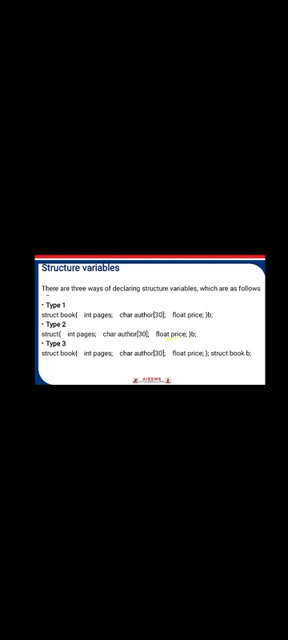 Structure variables
There are three ways of declaring structure variables, which are as follows
–
• Type 1
struct book{ int pages; char author[30]; float price; }b;
• Type 2
struct{ int pages; char author[30]; float price; }b;
• Type 3
struct book{ int pages; char author[30]; float price; }; struct book b;
AISSMS